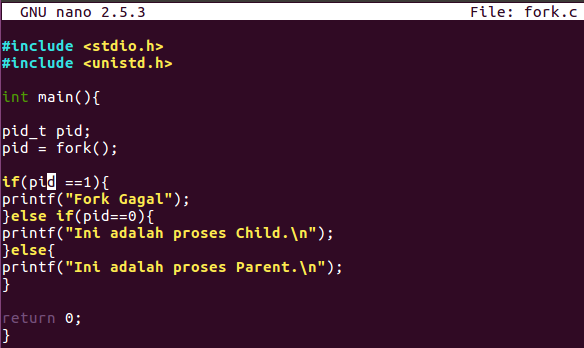 GNU nano 2.5.3 File: fork.c
#include <stdio.h>
#include <unistd.h>
int main(){
pid_t pid;
pid = fork();
if(pid ==1){
printf("Fork Gagal");
}else if(pid==0){
printf("Ini adalah proses Child.\n");
}else{
printf("Ini adalah proses Parent.\n");
}
return 0;
}